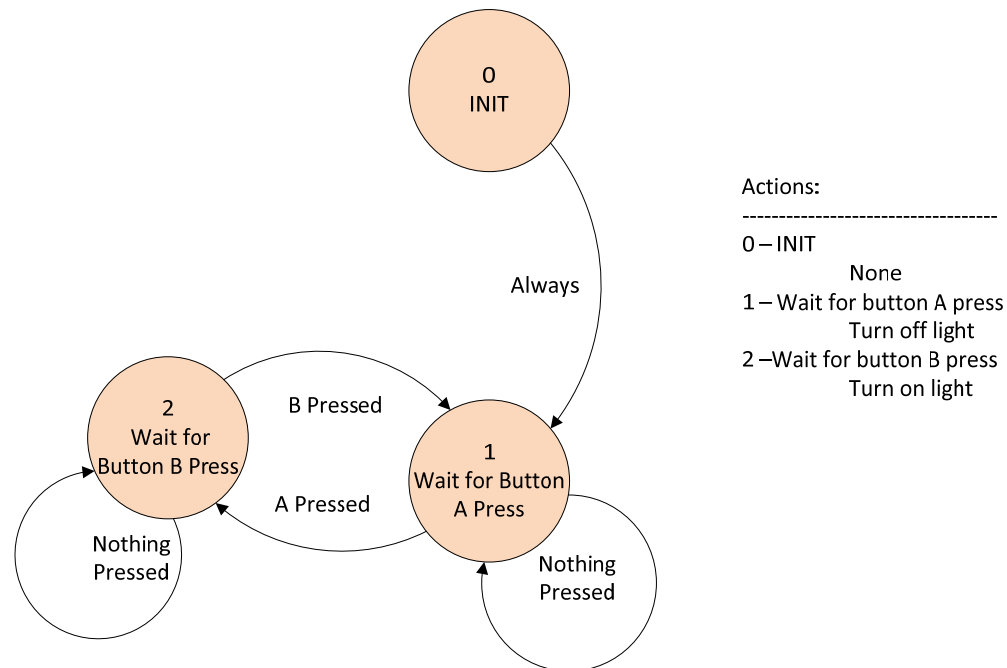 0
INIT
Actions:
-----------------------------------
0 – INIT
None
1 – Wait for button A press
Turn off light
2 –Wait for button B press
Turn on light
Always
2
Wait for
Button B Press
B Pressed
A Pressed
1
Wait for Button
A Press
Nothing
Pressed
Nothing
Pressed